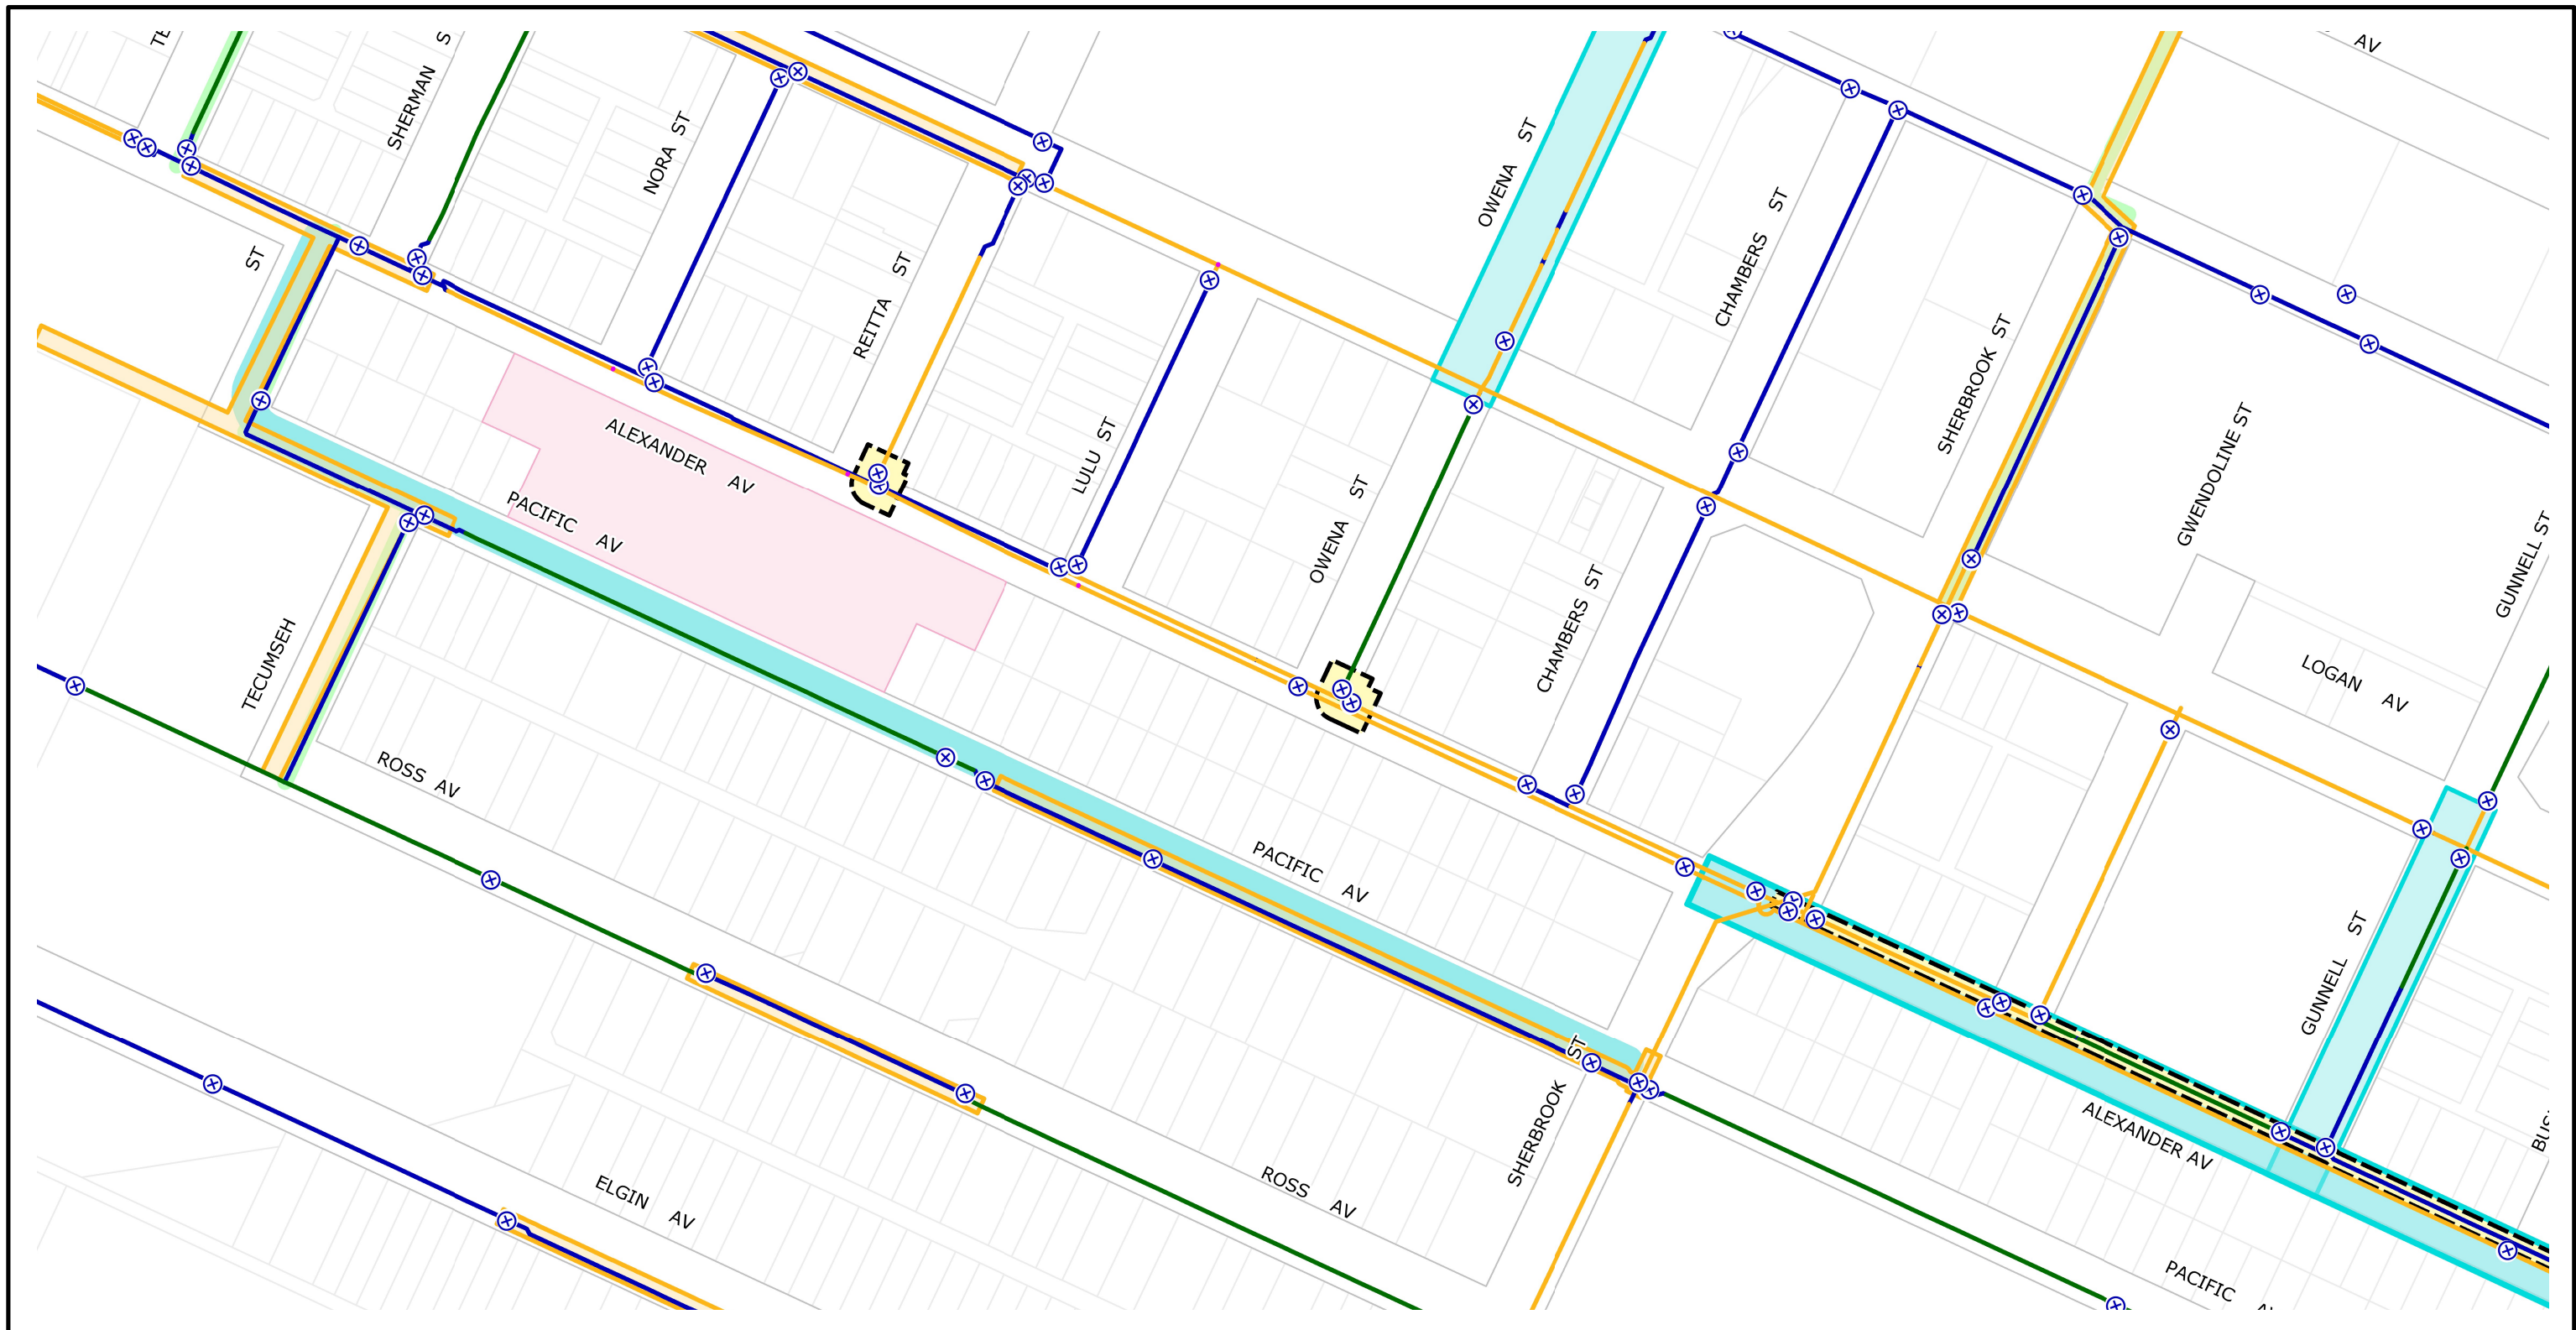 SHERMAN
NORA ST
ST
REITTA ST
LULU ST
OWENA ST
CHAMBERS ST
SHERBROOK ST
GWENDOLINE ST
GUNNELL ST
AV
ALEXANDER AV
PACIFIC AV
OWENA ST
CHAMBERS ST
LOGAN AV
TECUMSEH
ROSS AV
PACIFIC AV
GUNNELL ST
ST
SHERBROOK
ALEXANDER AV
ELGIN AV
ROSS AV
PACIFIC